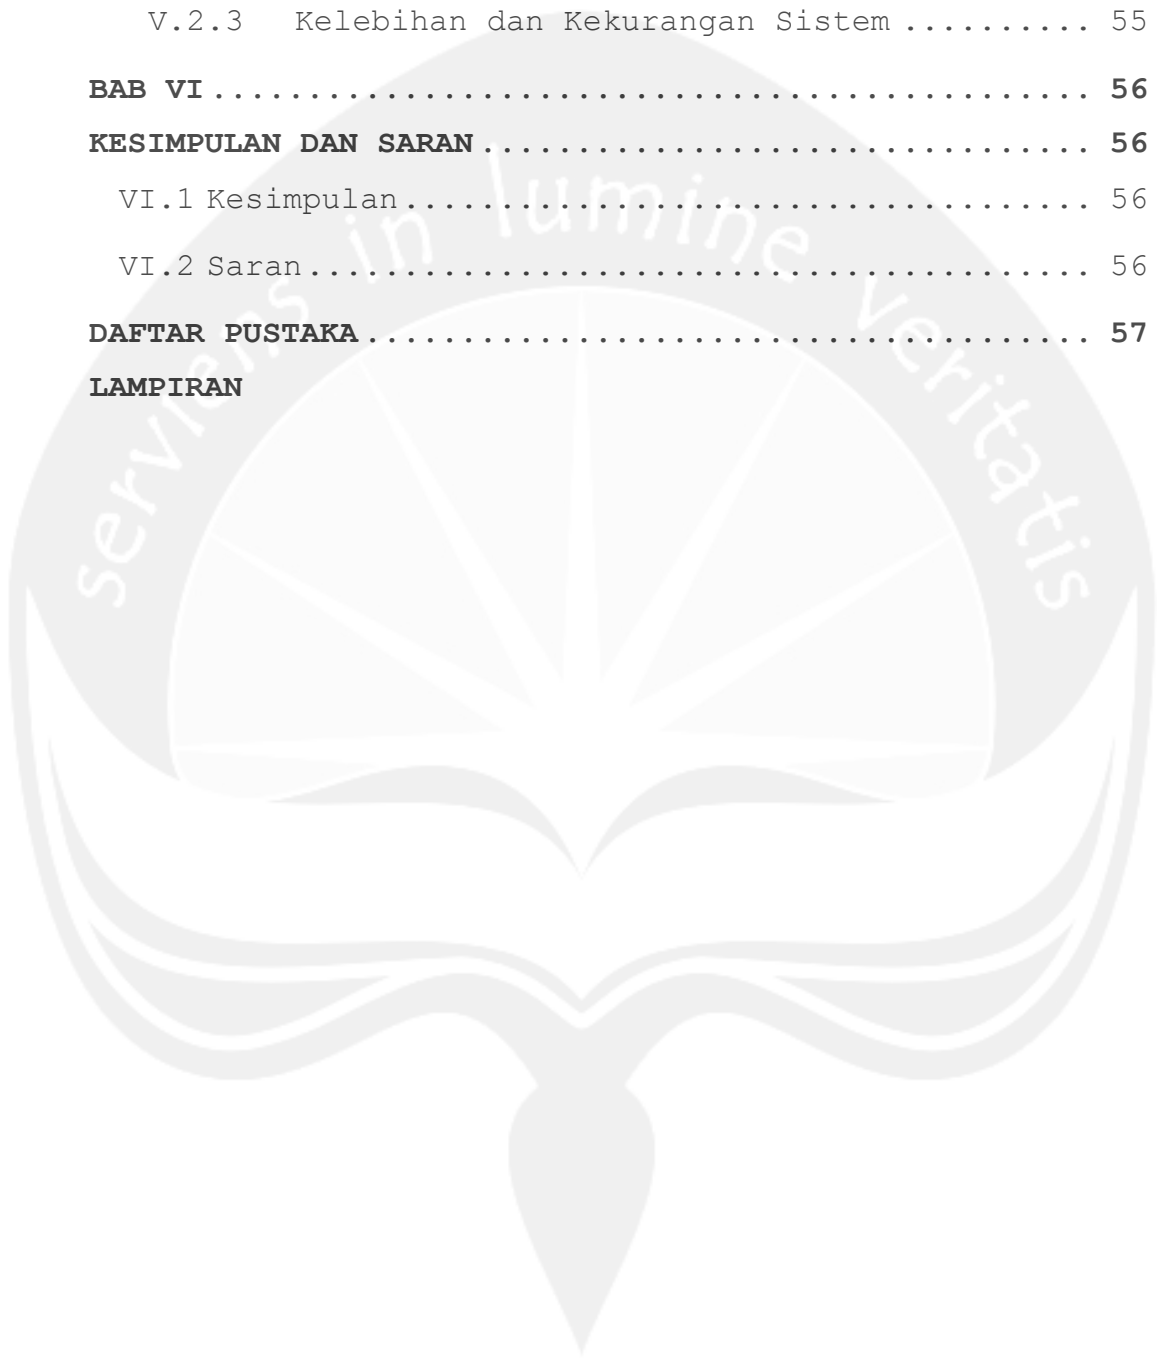 V.2.3 Kelebihan dan Kekurangan Sistem .......... 55
BAB VI .............................................. 56
KESIMPULAN DAN SARAN ................................ 56
VI.1 Kesimpulan .................................... 56
VI.2 Saran ......................................... 56
DAFTAR PUSTAKA ...................................... 57
LAMPIRAN
serviens in lumine veritatis